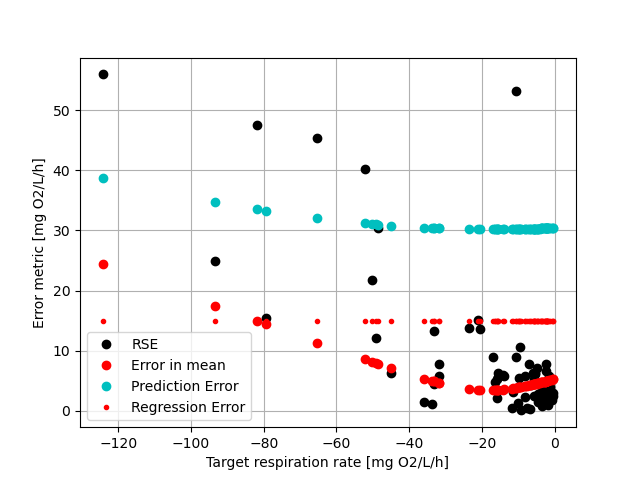 50
40
30
20
10
0
Error metric [mg O2/L/h]
RSE
Error in mean
Prediction Error
Regression Error
−120
−100
−80
−60
−40
−20
0
Target respiration rate [mg O2/L/h]